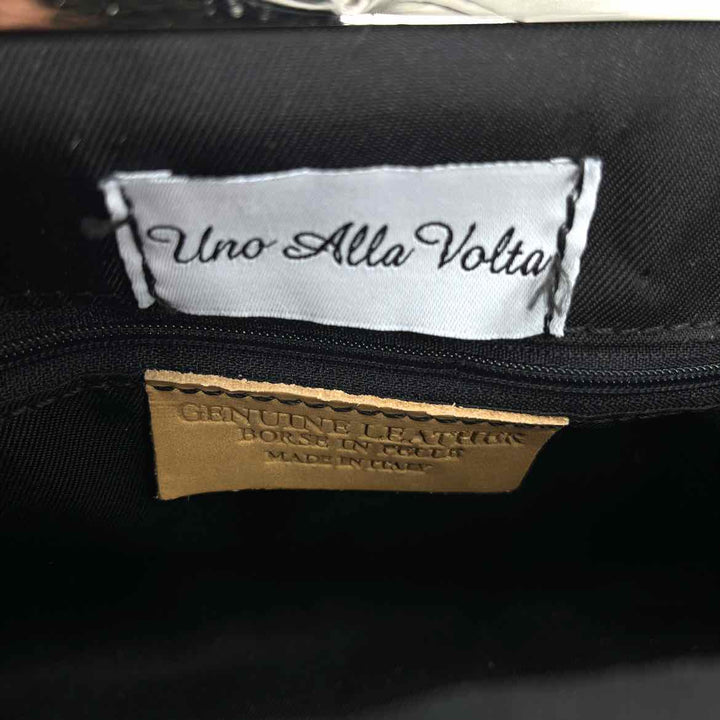 Uno Alla Volta
GENUINE LEATHER
BORSE IN PELLE
MADE IN ITALY